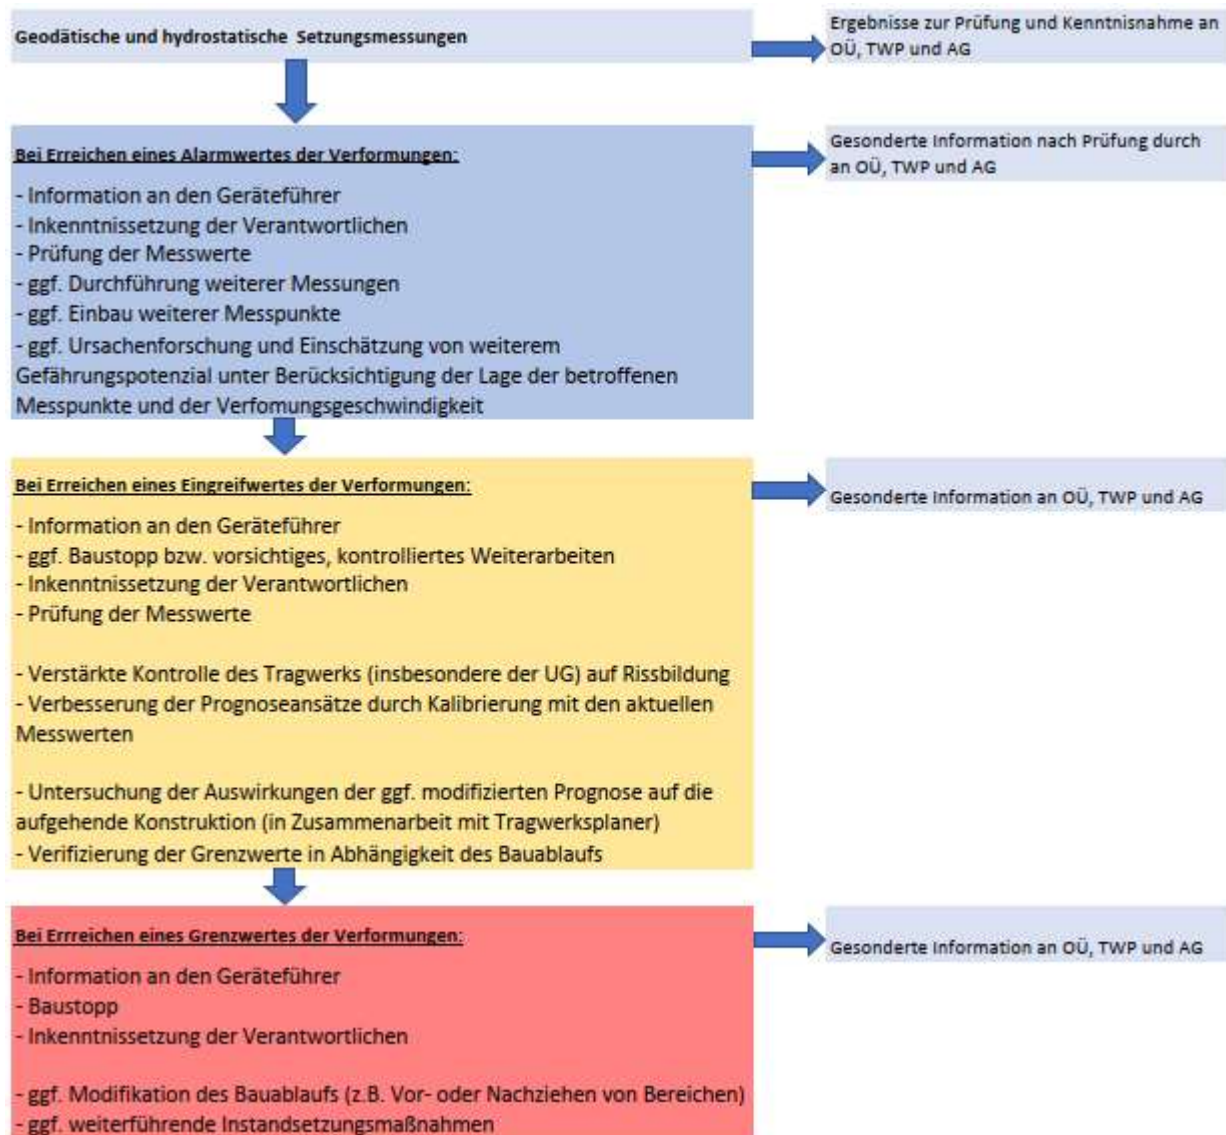 Geodätische und hydrostatische Setzungsmessungen
Ergebnisse zur Prüfung und Kenntnisnahme an
OÜ, TWP und AG
Bei Erreichen eines Alarmwertes der Verformungen:
- Information an den Geräteführer
- Inkenntnissetzung der Verantwortlichen
- Prüfung der Messwerte
- ggf. Durchführung weiterer Messungen
- ggf. Einbau weiterer Messpunkte
- ggf. Ursachenforschung und Einschätzung von weiterem
Gefährungspotenzial unter Berücksichtigung der Lage der betroffenen
Messpunkte und der Verfomungsgeschwindigkeit
Gesonderte Information nach Prüfung durch
an OÜ, TWP und AG
Bei Erreichen eines Eingreifwertes der Verformungen:
- Information an den Geräteführer
- ggf. Baustopp bzw. vorsichtiges, kontrolliertes Weiterarbeiten
- Inkenntnissetzung der Verantwortlichen
- Prüfung der Messwerte
- Verstärkte Kontrolle des Tragwerks (insbesondere der UG) auf Rissbildung
- Verbesserung der Prognoseansätze durch Kalibrierung mit den aktuellen
Messwerten
- Untersuchung der Auswirkungen der ggf. modifizierten Prognose auf die
aufgehende Konstruktion (in Zusammenarbeit mit Tragwerksplaner)
- Verifizierung der Grenzwerte in Abhängigkeit des Bauablaufs
Gesonderte Information an OÜ, TWP und AG
Bei Errreichen eines Grenzwertes der Verformungen:
- Information an den Geräteführer
- Baustopp
- Inkenntnissetzung der Verantwortlichen
- ggf. Modifikation des Bauablaufs (z.B. Vor- oder Nachziehen von Bereichen)
- ggf. weiterführende Instandsetzungsmaßnahmen
Gesonderte Information an OÜ, TWP und AG